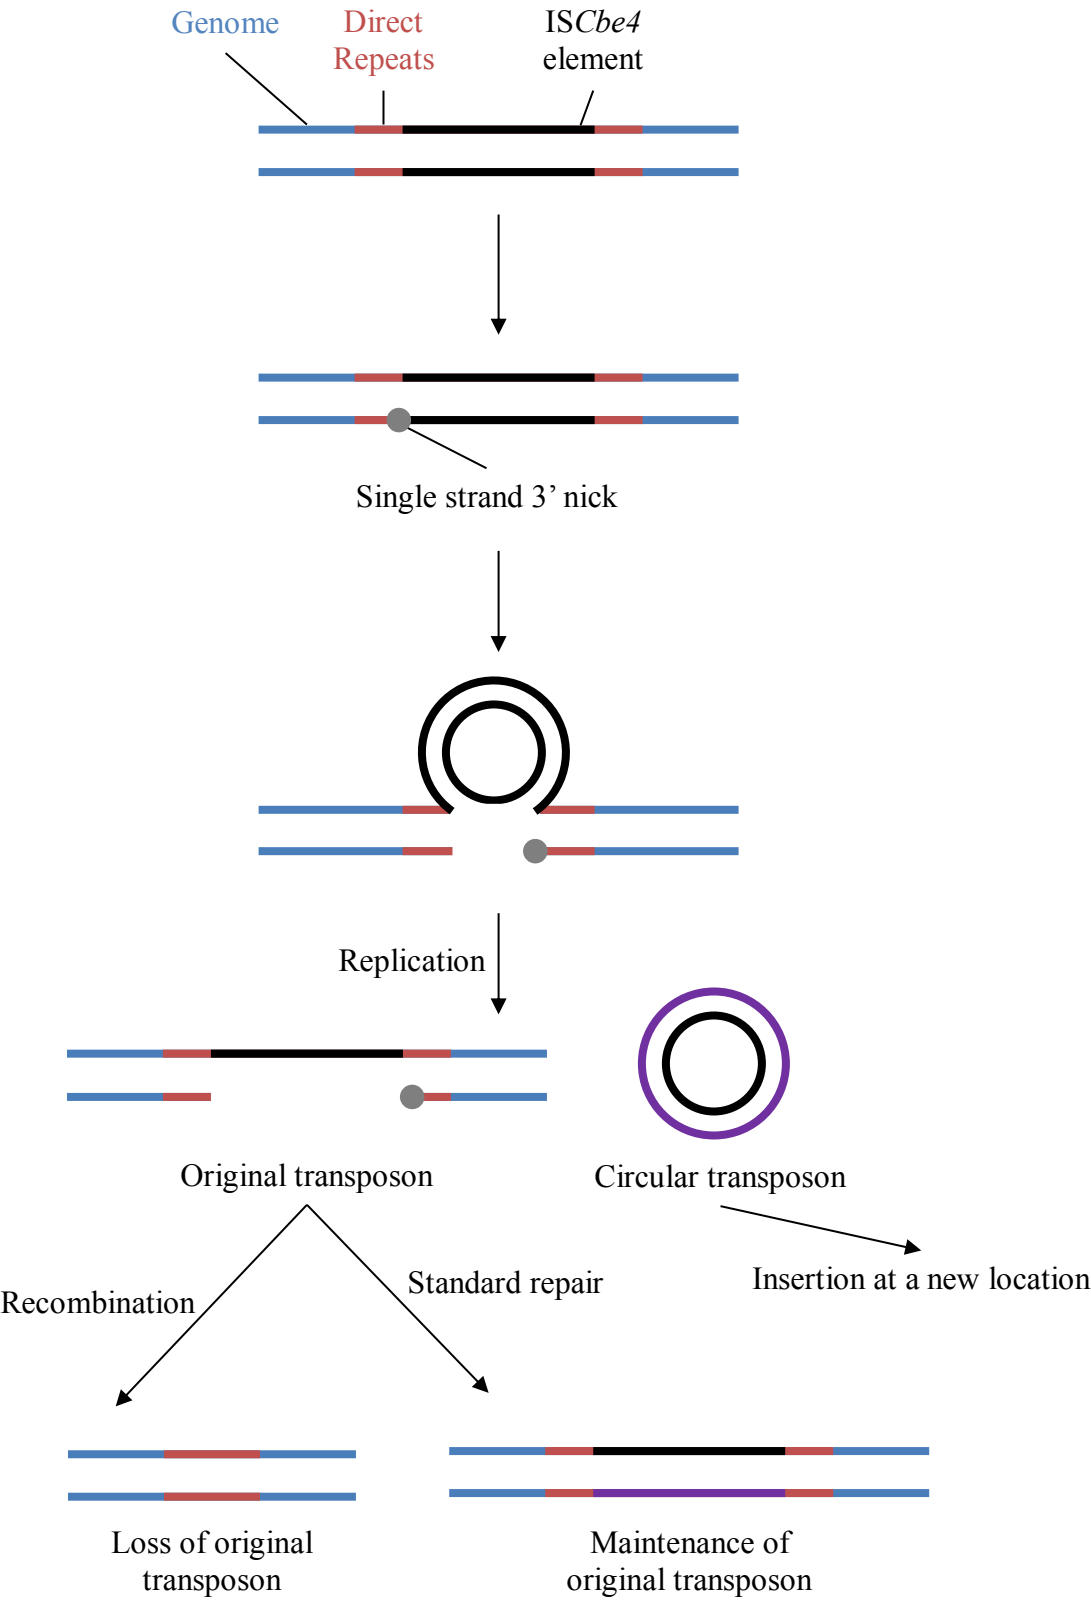 Genome
Direct
Repeats
ISCbe4
element
Single strand 3’ nick
Replication
Original transposon
Circular transposon
Recombination
Standard repair
Insertion at a new location
Loss of original
transposon
Maintenance of
original transposon